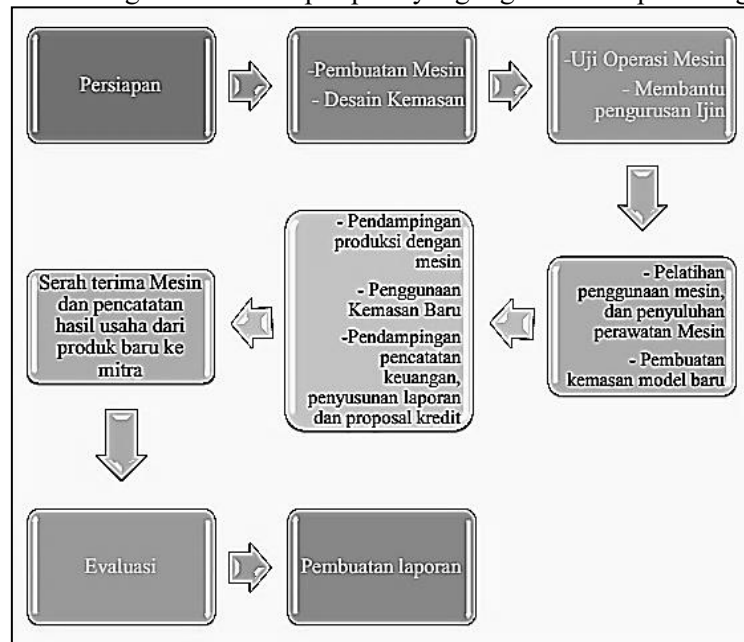 Persiapan
-Pembuatan Mesin
- Desain Kemasan
-Uji Operasi Mesin
- Membantu
pengurusan Ijin
- Pelatihan
penggunaan mesin,
dan penyuluhan
perawatan Mesin
- Pembuatan
kemasan model baru
- Pendampingan
produksi dengan
mesin
- Penggunaan
Kemasan Baru
-Pendampingan
pencatatan
keuangan,
penyusunan laporan
dan proposal kredit
Serah terima Mesin
dan pencatatan
hasil usaha dari
produk baru ke
mitra
Evaluasi
Pembuatan laporan